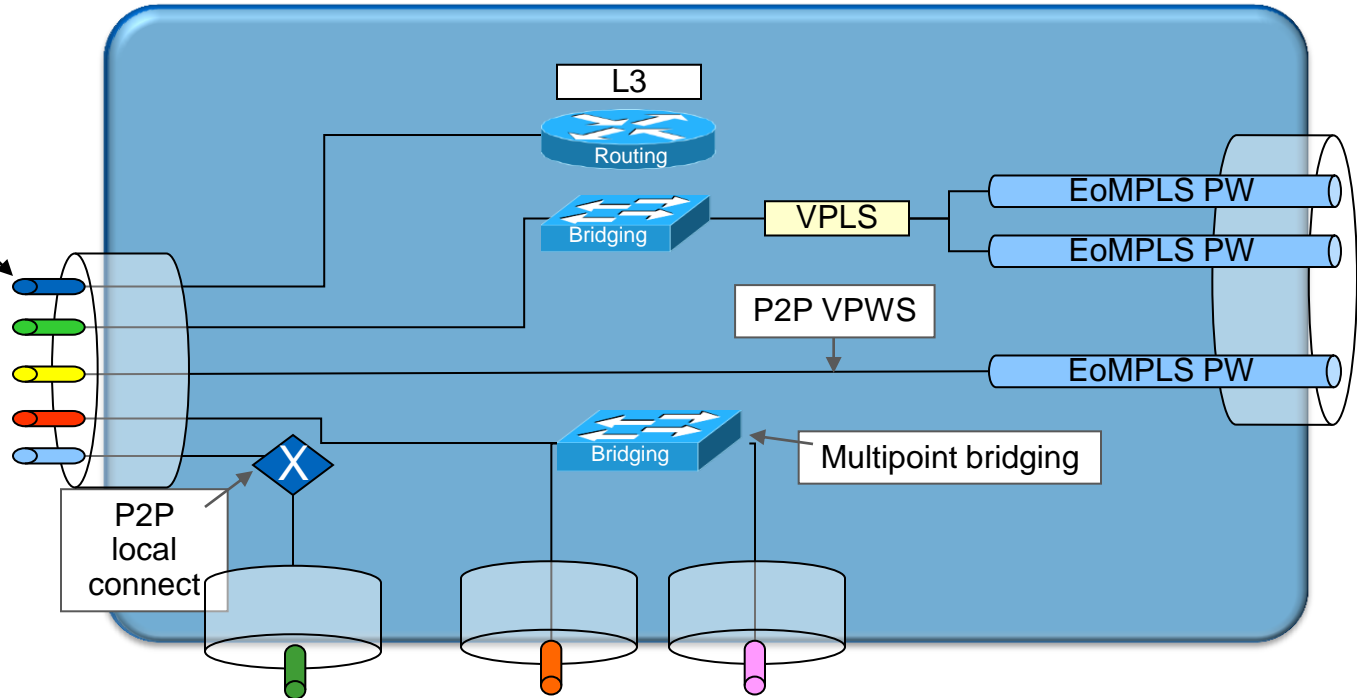 L3
Routing
EoMPLS PW
Bridging
VPLS
EoMPLS PW
P2P VPWS
EoMPLS PW
Bridging
Multipoint bridging
X
P2P
local
connect